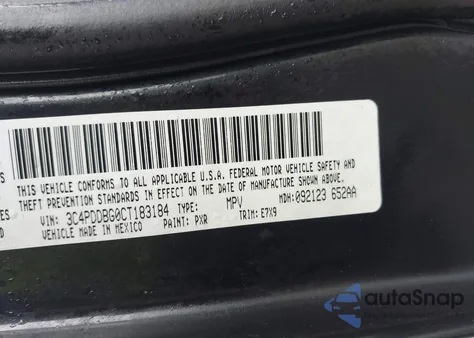 THIS VEHICLE CONFORMS TO ALL APPLICABLE U.S.A. FEDERAL MOTOR VEHICLE SAFETY AND
THEFT PREVENTION STANDARDS IN EFFECT ON THE DATE OF MANUFACTURE SHOWN ABOVE.
VIN: 3C4PDDBG0CT183184 TYPE: MPV MDH: 092123 652AA
VEHICLE MADE IN MEXICO PAINT: PXR TRIM: E7X9
autoSnap